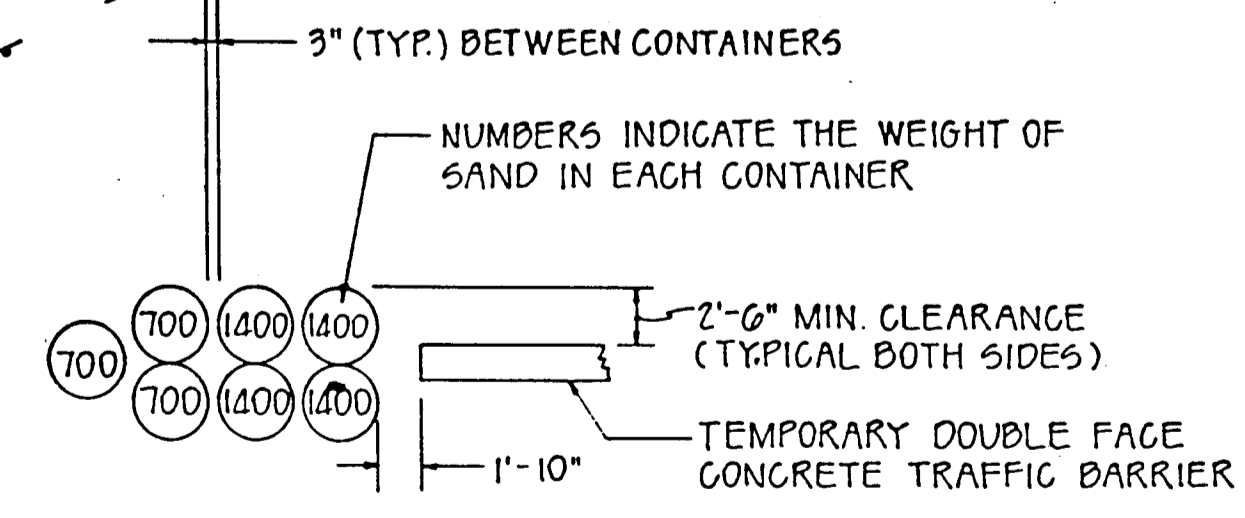 3" (TYP.) BETWEEN CONTAINERS
NUMBERS INDICATE THE WEIGHT OF
SAND IN EACH CONTAINER
700 1400 1400
700
700 1400 1400
2'-6" MIN. CLEARANCE
(TYPICAL BOTH SIDES)
1'-10"
TEMPORARY DOUBLE FACE
CONCRETE TRAFFIC BARRIER